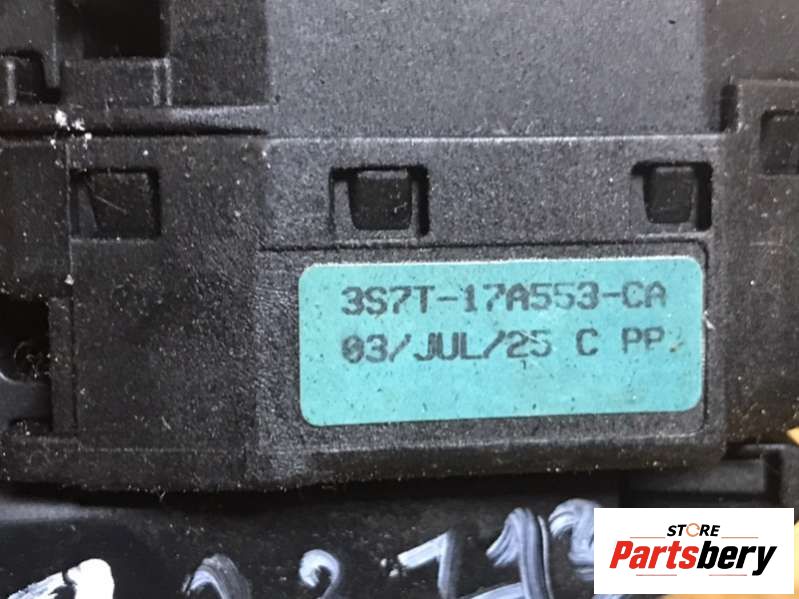 3S7T-17A553-CA
03/JUL/25 C PP
STORE
Partsbery